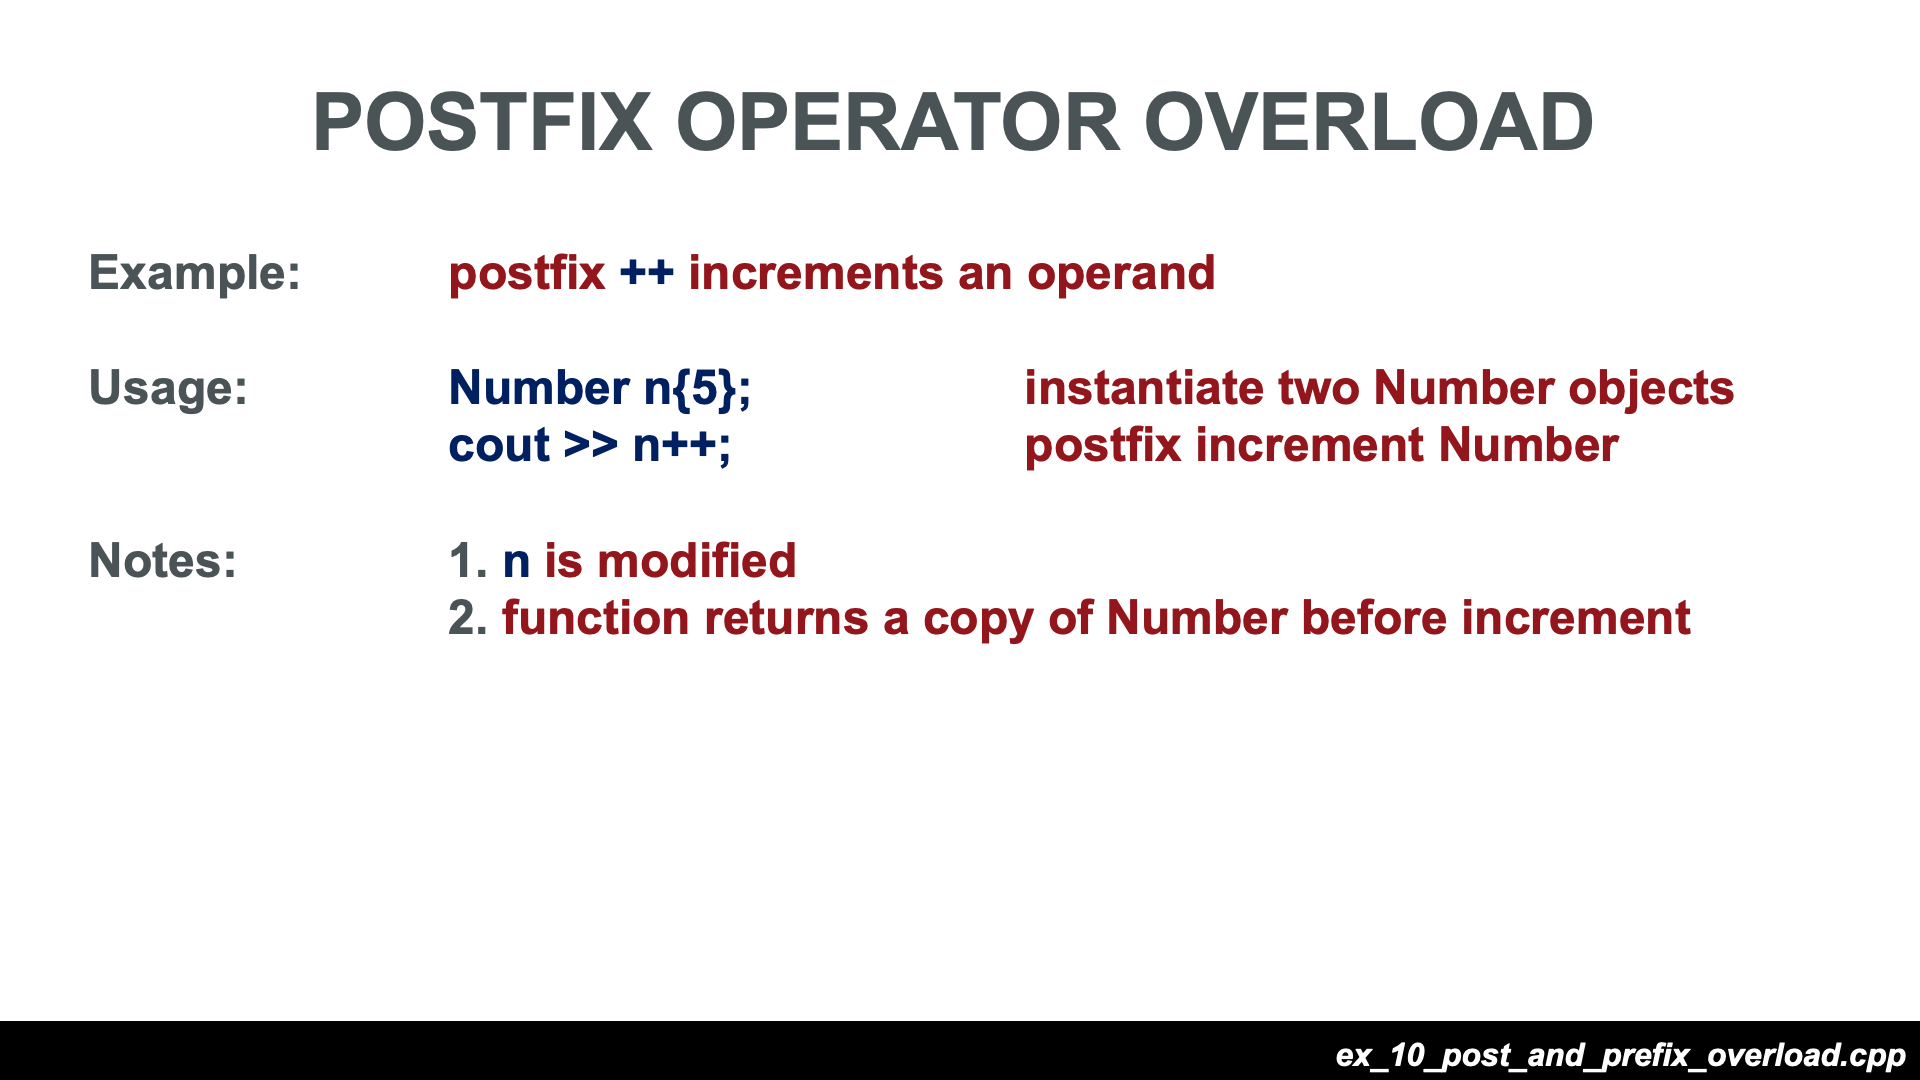 POSTFIX OPERATOR OVERLOAD
Example: postfix ++ increments an operand
Usage: Number n{5}; instantiate two Number objects
cout >> n++; postfix increment Number
Notes: 1. n is modified
2. function returns a copy of Number before increment
ex_10_post_and_prefix_overload.cpp